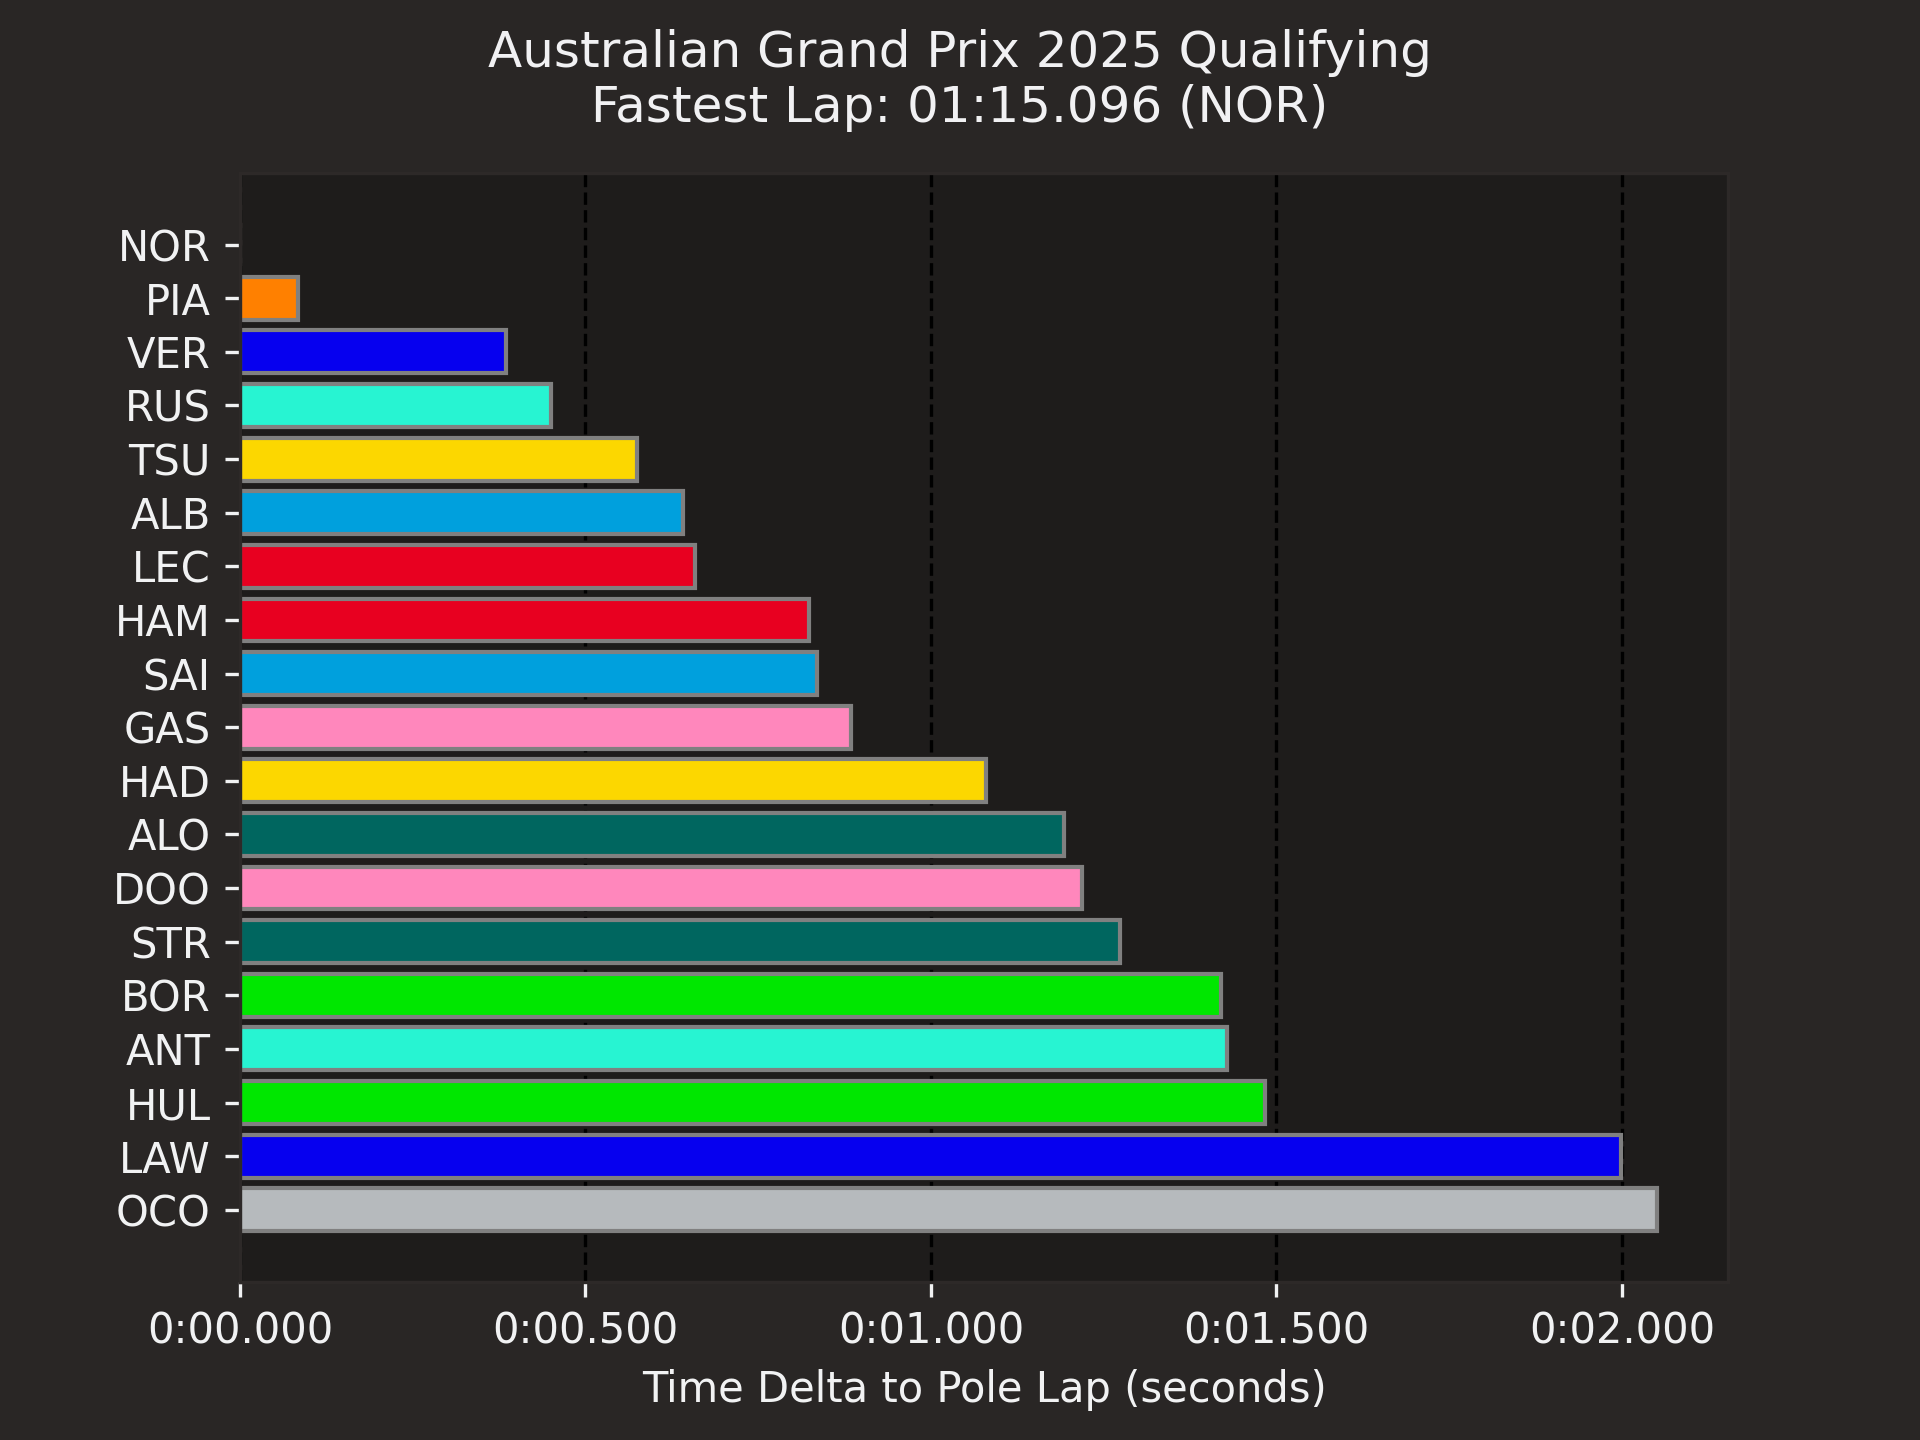 Australian Grand Prix 2025 Qualifying
Fastest Lap: 01:15.096 (NOR)
NOR
PIA
VER
RUS
TSU
ALB
LEC
HAM
SAI
GAS
HAD
ALO
DOO
STR
BOR
ANT
HUL
LAW
OCO
0:00.000 0:00.500 0:01.000 0:01.500 0:02.000
Time Delta to Pole Lap (seconds)